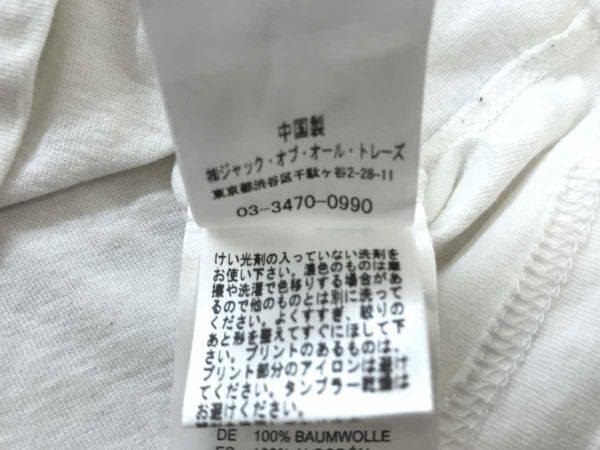 中国製
㈱ジャック・オブ・オール・トレーズ
東京都渋谷区千駄ヶ谷2-28-11
03-3470-0990
けい光剤の入っていない洗剤を
お使い下さい。濃色のものは摩
擦や洗濯で色移りする場合があ
るので他のものとは別に洗って
ください。よくすすぎ、絞りの
あと形を整えてすぐにほして下
さい。プリントのあるものは、
プリント部分のアイロンは避け
てください。タンブラー乾燥は
お避けください。
DE 100% BAUMWOLLE
ES 100% ALGODÓN